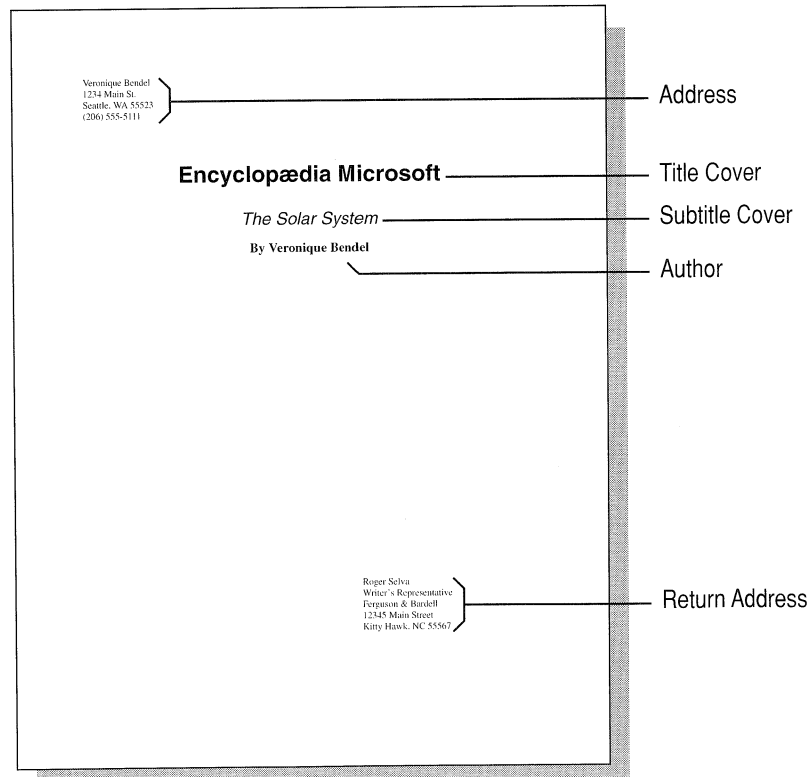 Veronique Bendel
1234 Main St.
Seattle, WA 55523
(206) 555-5111
Address
Encyclopædia Microsoft
Title Cover
The Solar System
Subtitle Cover
By Veronique Bendel
Author
Roger Selva
Writer's Representative
Ferguson & Bardell
12345 Main Street
Kitty Hawk, NC 55567
Return Address